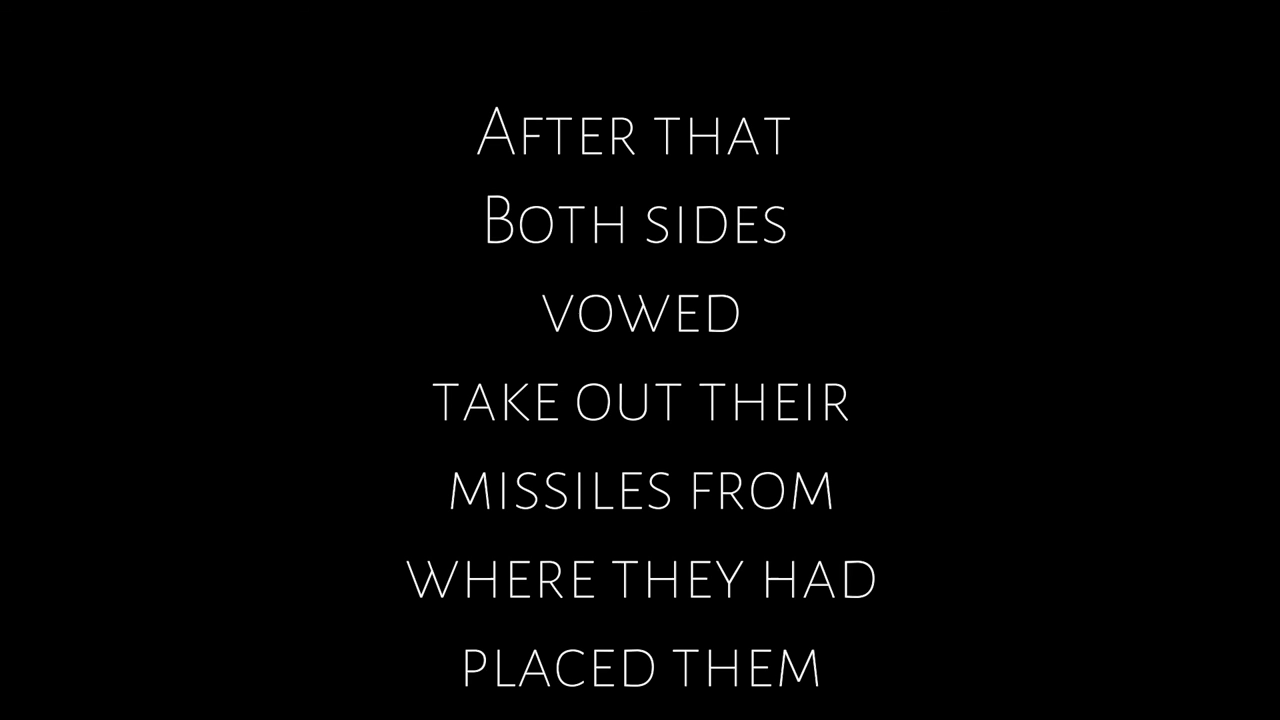 After that
Both sides
vowed
take out their
missiles from
where they had
placed them